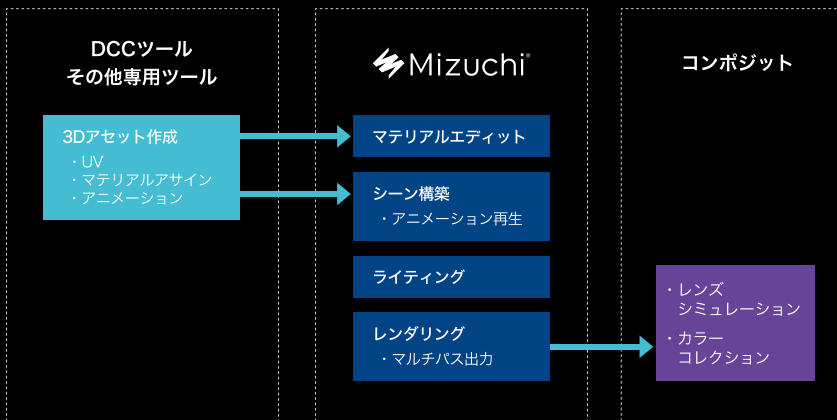 DCCツール
その他専用ツール
3Dアセット作成
・UV
・マテリアルアサイン
・アニメーション
Mizuchi®
マテリアルエディット
シーン構築
・アニメーション再生
ライティング
レンダリング
・マルチパス出力
コンポジット
・レンズ
シミュレーション
・カラー
コレクション